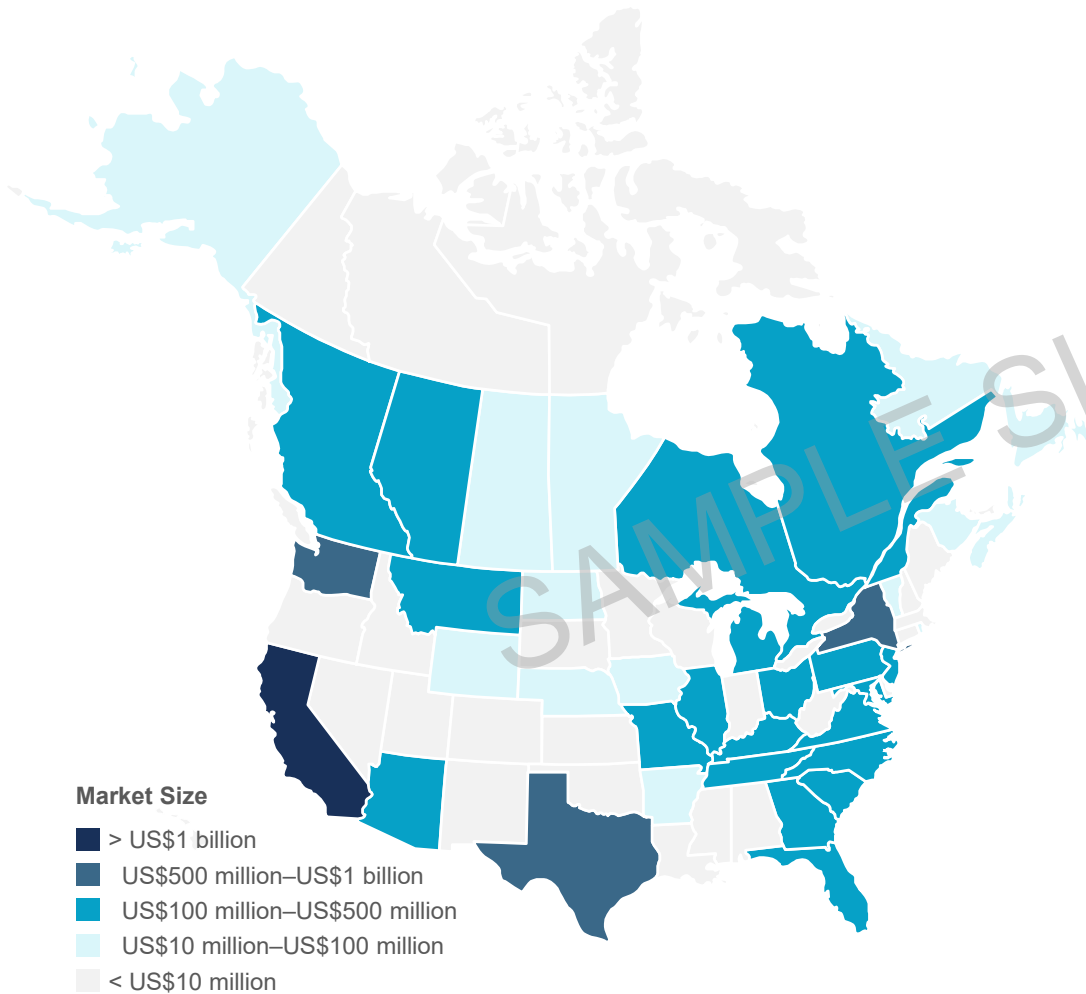 SAMPLE
Market Size
> US$1 billion
US$500 million–US$1 billion
US$100 million–US$500 million
US$10 million–US$100 million
< US$10 million